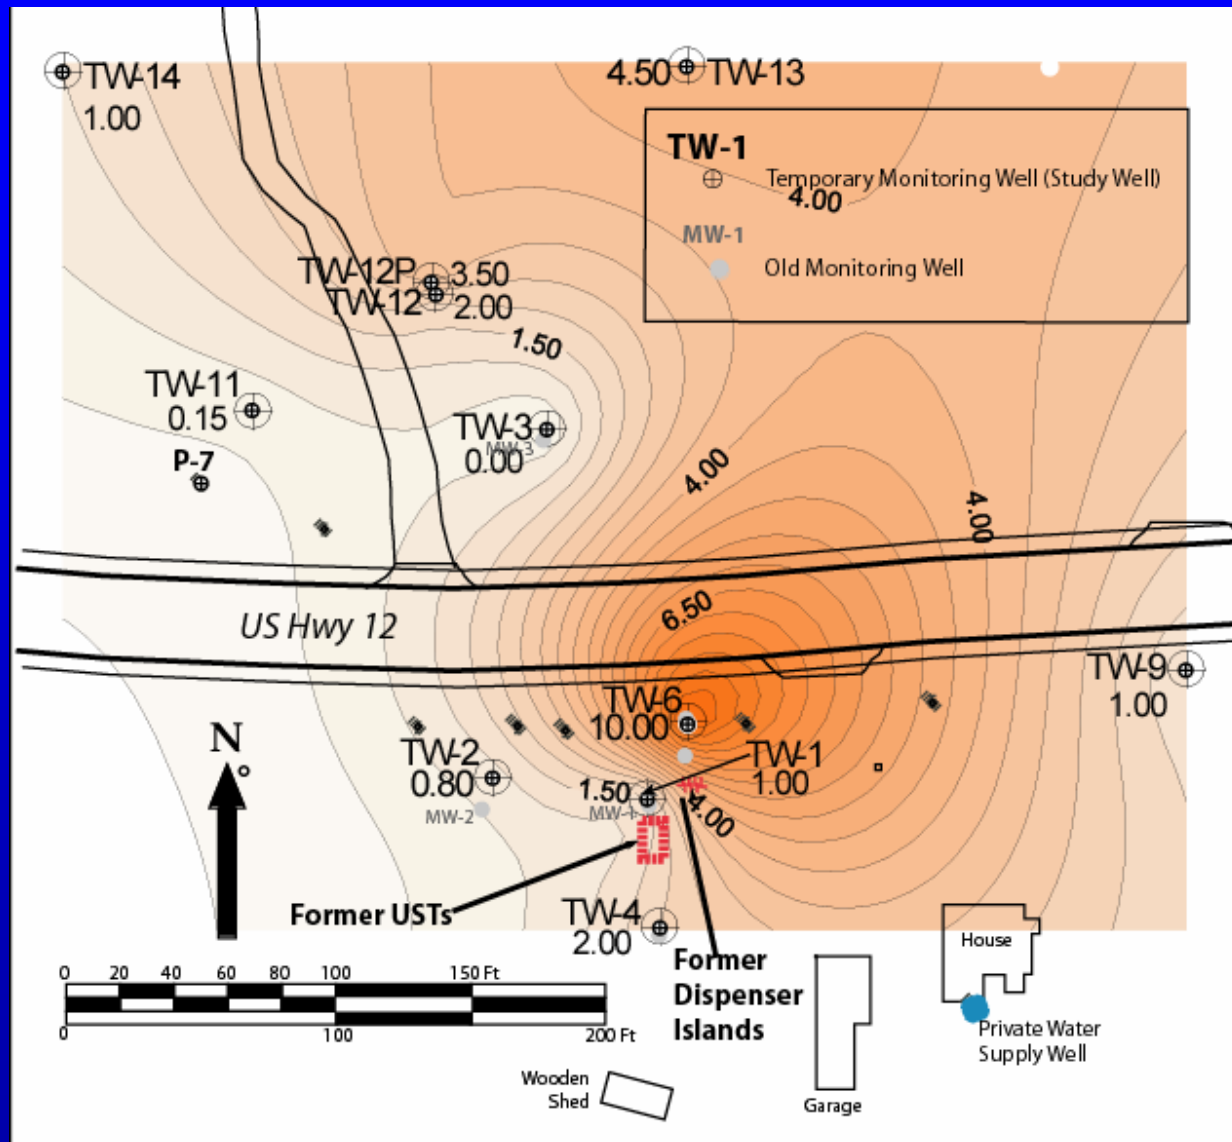 TW-14
1.00
4.50 TW-13
TW-1
Temporary Monitoring Well (Study Well)
4.00
MW-1
Old Monitoring Well
TW-12P 3.50
TW-12 2.00
1.50
TW-11
0.15
TW-3
MW-3
0.00
P-7
4.00
4.00
US Hwy 12
6.50
TW-9
1.00
TW-6
10.00
N
TW-2
0.80
MW-2
TW-1
1.00
1.50
MW-1
4.00
Former USTs
TW-4
2.00
Former
Dispenser
Islands
House
Private Water
Supply Well
0 20 40 60 80 100 150 Ft
0 100 200 Ft
Wooden
Shed
Garage